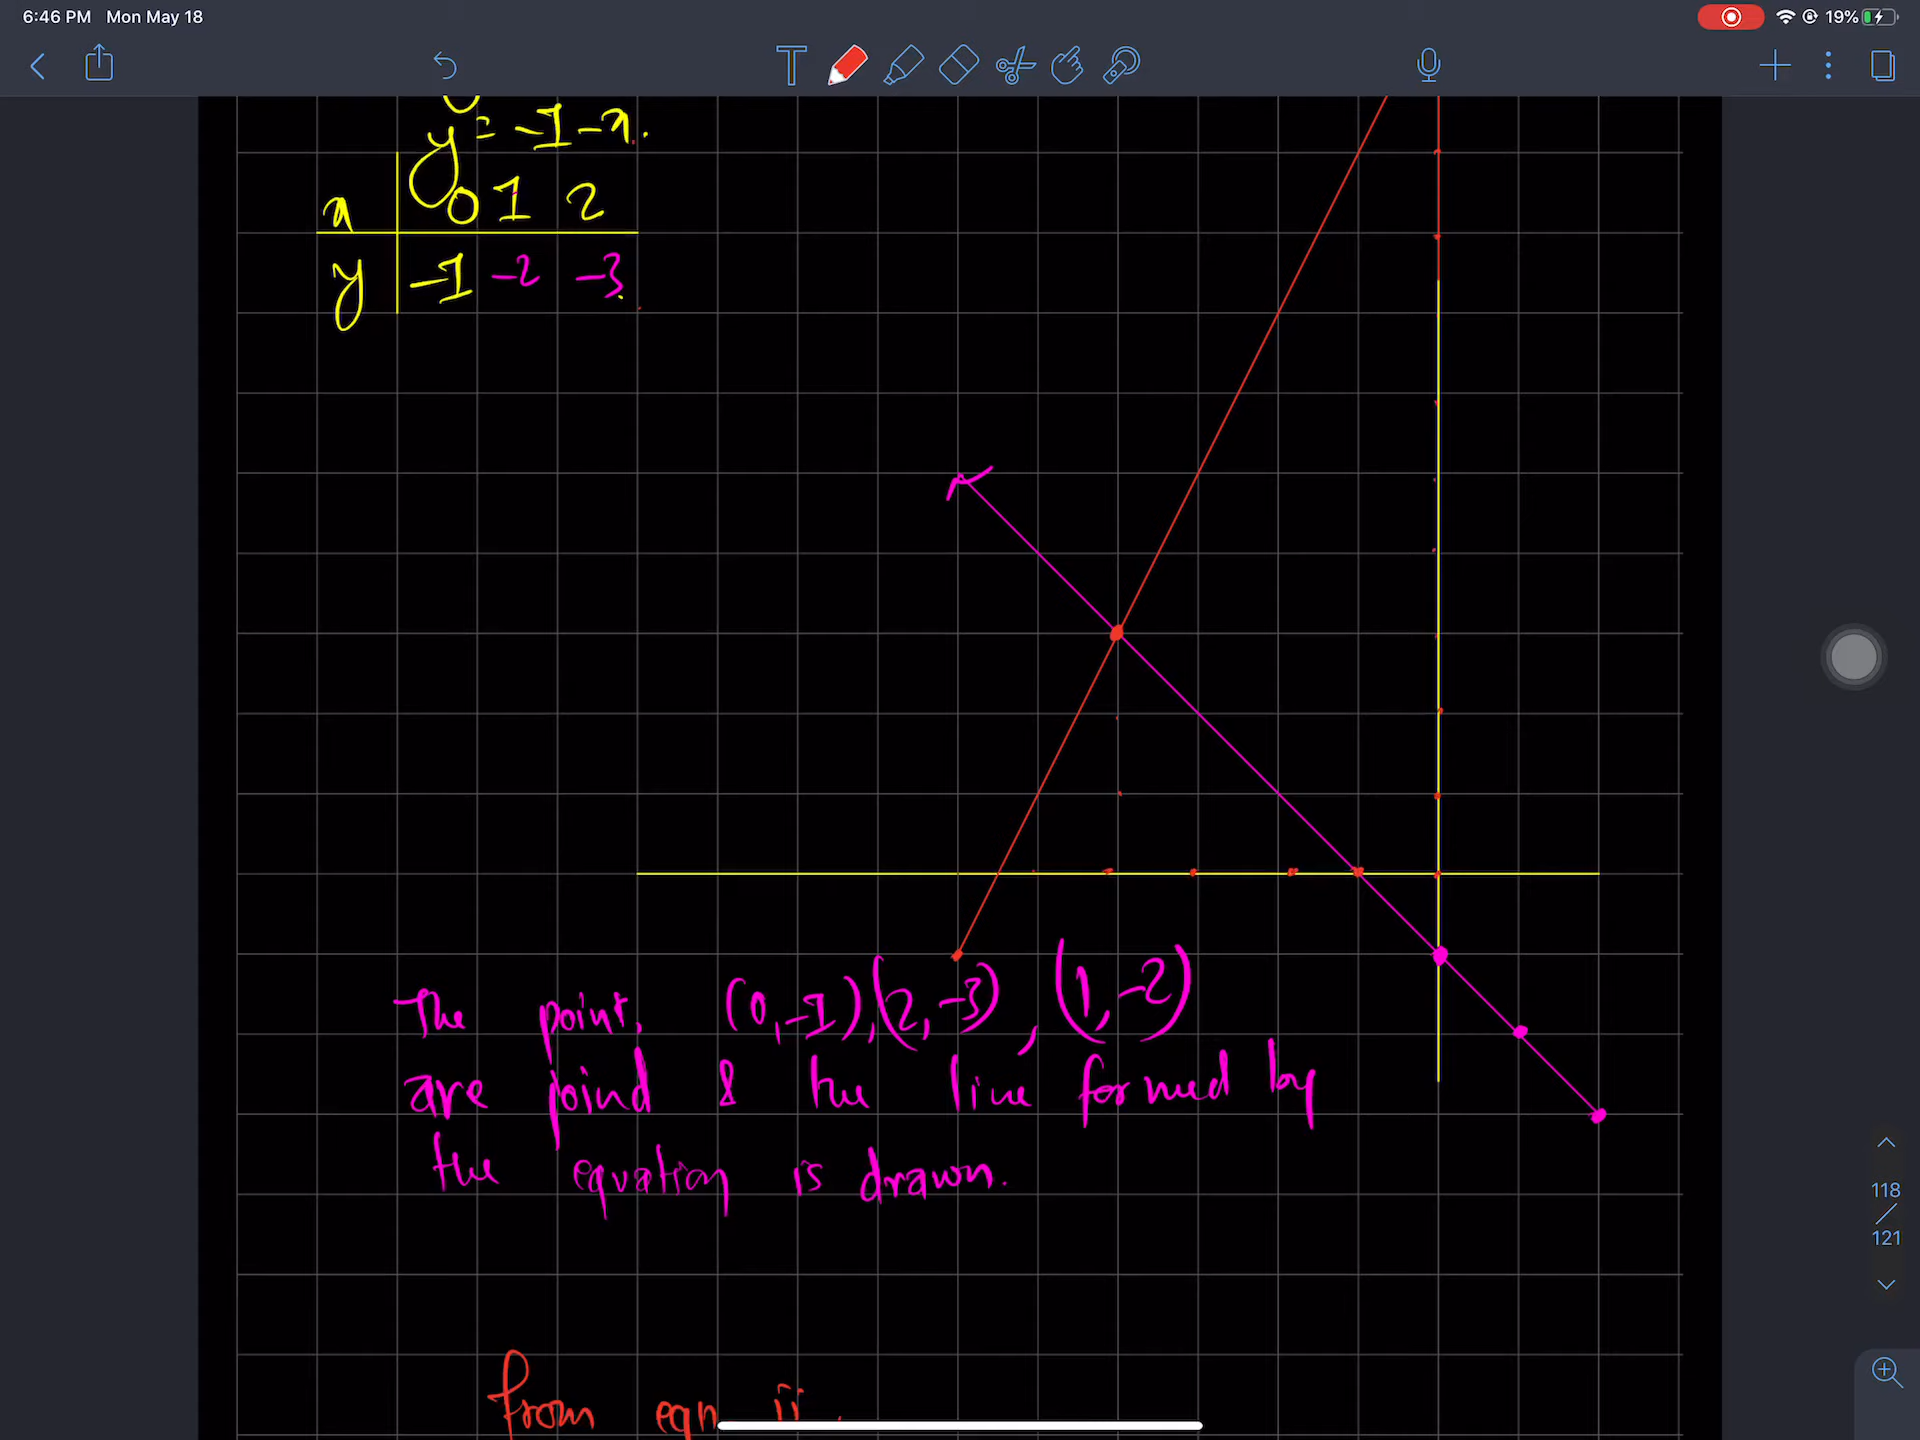 6:46 PM Mon May 18
19%
y = -1-x.
x 0 1 2
y -1 -2 -3
The point, (0,-1),(2,-3),(1,-2)
are joind & the line formed by
the equation is drawn.
from eqn ii.
118
/
121